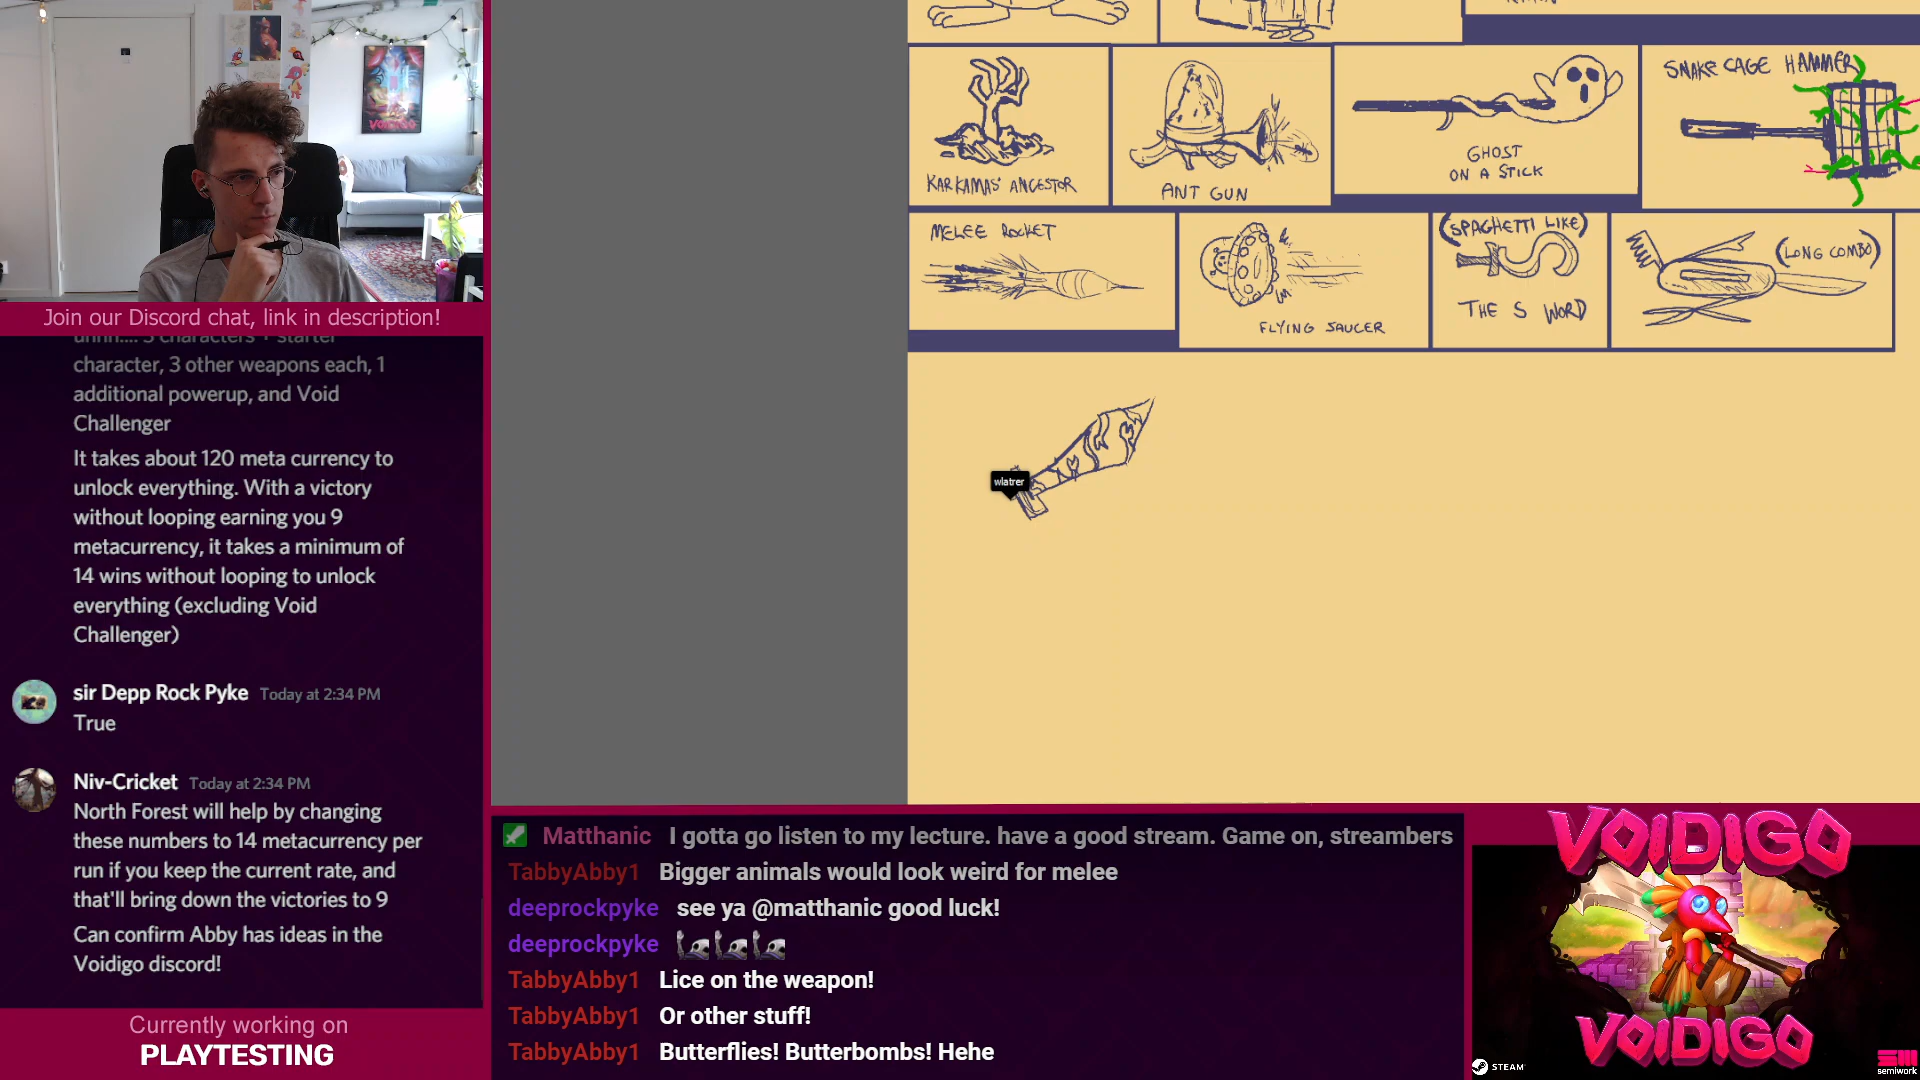 VOIDIGO
Join our Discord chat, link in description!
character, 3 other weapons each, 1
additional powerup, and Void
Challenger
It takes about 120 meta currency to
unlock everything. With a victory
without looping earning you 9
metacurrency, it takes a minimum of
14 wins without looping to unlock
everything (excluding Void
Challenger)
sir Depp Rock Pyke Today at 2:34 PM
True
Niv-Cricket Today at 2:34 PM
North Forest will help by changing
these numbers to 14 metacurrency per
run if you keep the current rate, and
that'll bring down the victories to 9
Can confirm Abby has ideas in the
Voidigo discord!
Currently working on
PLAYTESTING
KARKAMAS' ANCESTOR
ANT GUN
GHOST
ON A STICK
SNAKE CAGE HAMMER
MELEE ROCKET
FLYING SAUCER
(SPAGHETTI LIKE)
THE S WORD
(LONG COMBO)
wlatrer
Matthanic I gotta go listen to my lecture. have a good stream. Game on, streambers
TabbyAbby1 Bigger animals would look weird for melee
deeprockpyke see ya @matthanic good luck!
deeprockpyke
TabbyAbby1 Lice on the weapon!
TabbyAbby1 Or other stuff!
TabbyAbby1 Butterflies! Butterbombs! Hehe
VOIDIGO
VOIDIGO
STEAM
semiwork